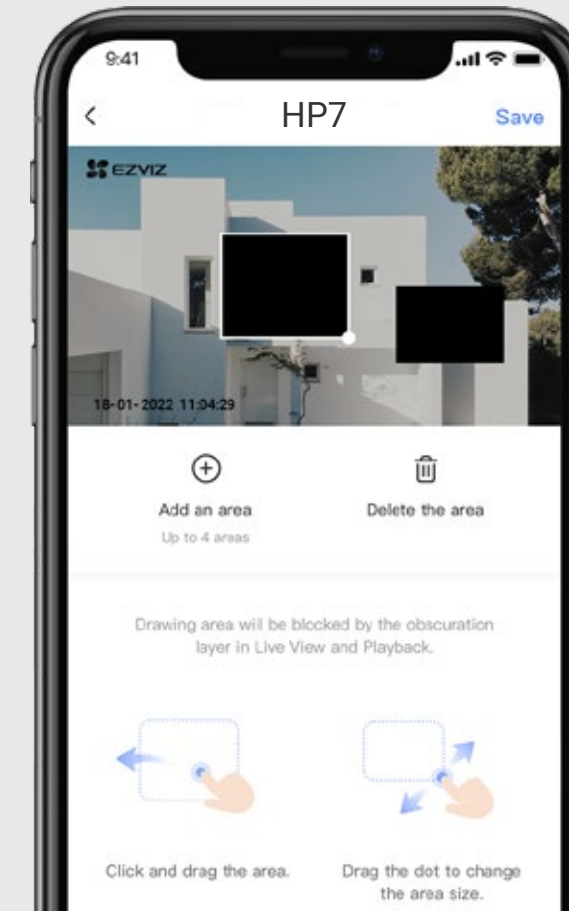 9:41
HP7
Save
EZVIZ
18-01-2022 11:04:29
Add an area
Delete the area
Up to 4 areas
Drawing area will be blocked by the obscuration
layer in Live View and Playback.
Click and drag the area.
Drag the dot to change
the area size.